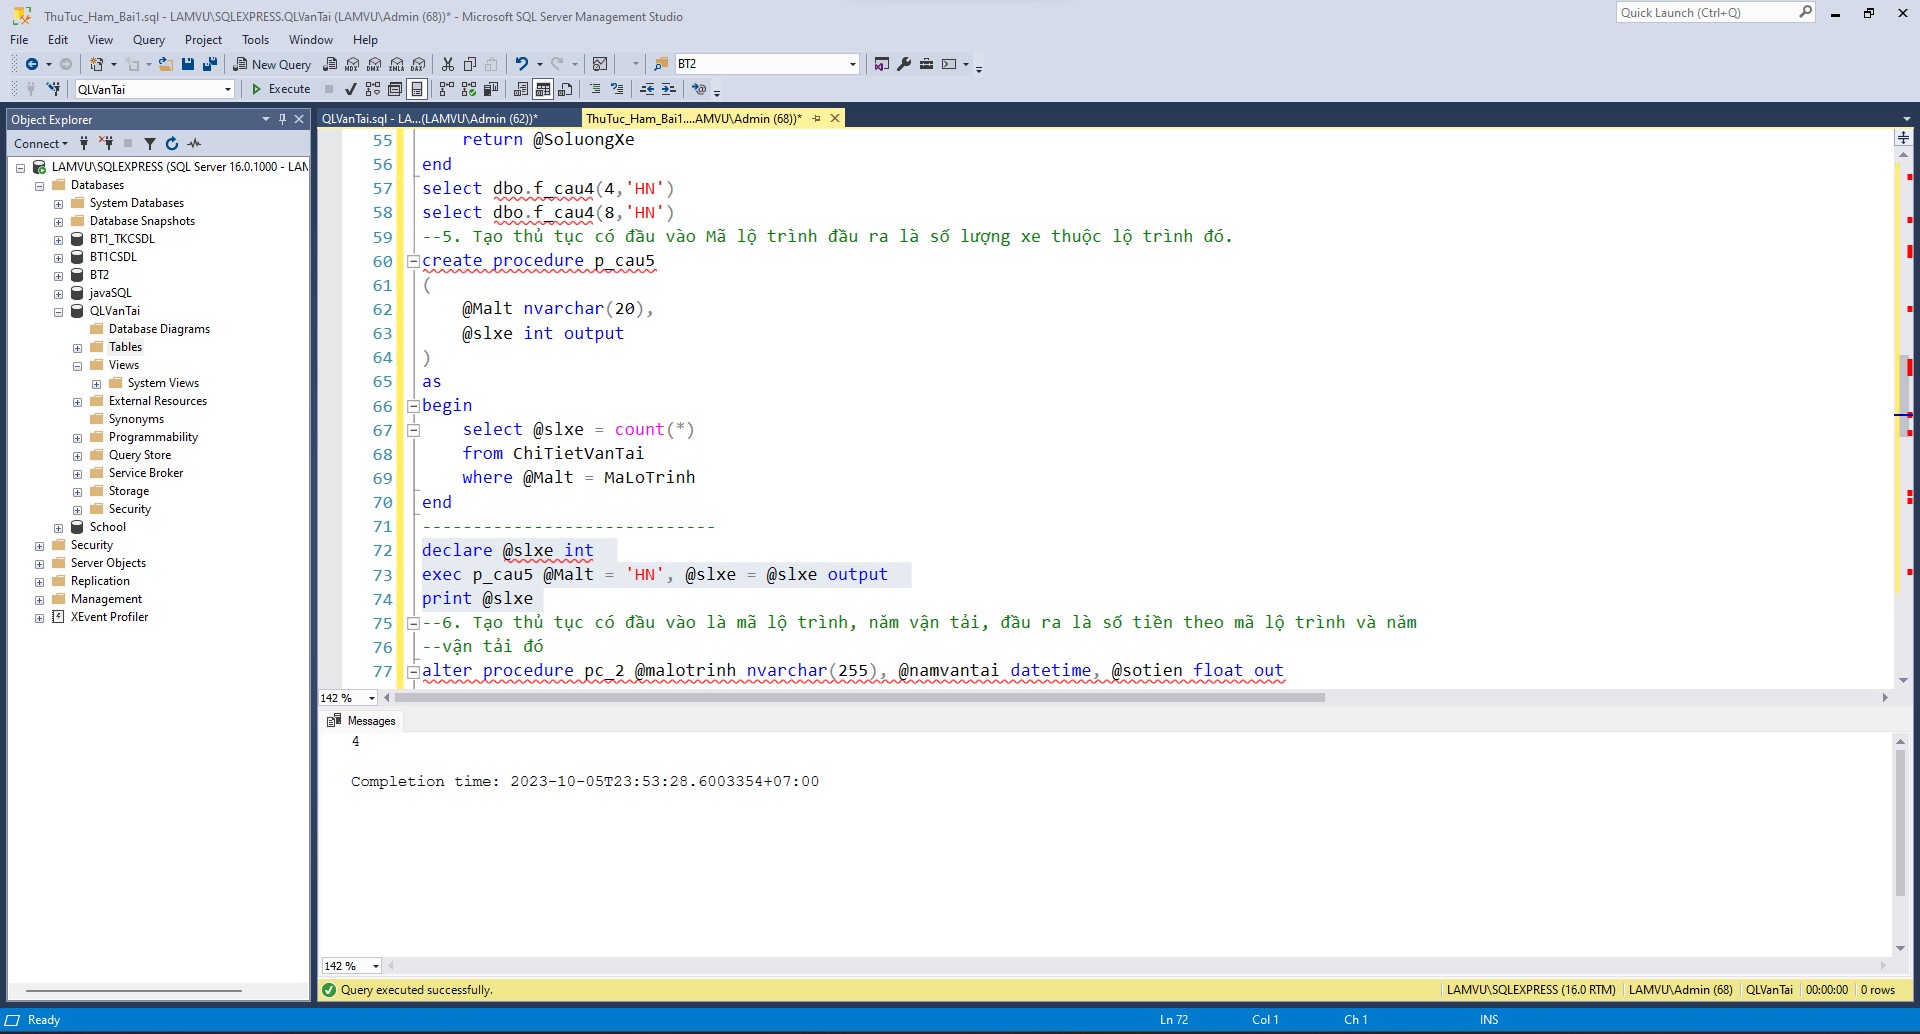 ThuTuc_Ham_Bai1.sql - LAMVU\SQLEXPRESS.QLVanTai (LAMVU\Admin (68))* - Microsoft SQL Server Management Studio
Quick Launch (Ctrl+Q)
File Edit View Query Project Tools Window Help
New Query
MDX DMX XMLA DAX
BT2
QLVanTai
Execute
Object Explorer
Connect
LAMVU\SQLEXPRESS (SQL Server 16.0.1000 - LAN
Databases
System Databases
Database Snapshots
BT1_TKCSDL
BT1CSDL
BT2
javaSQL
QLVanTai
Database Diagrams
Tables
Views
System Views
External Resources
Synonyms
Programmability
Query Store
Service Broker
Storage
Security
School
Security
Server Objects
Replication
Management
XEvent Profiler
QLVanTai.sql - LA...(LAMVU\Admin (62))*
ThuTuc_Ham_Bai1....AMVU\Admin (68))*
55 return @SoluongXe
56 end
57 select dbo.f_cau4(4,'HN')
58 select dbo.f_cau4(8,'HN')
59 --5. Tạo thủ tục có đầu vào Mã lộ trình đầu ra là số lượng xe thuộc lộ trình đó.
60 create procedure p_cau5
61 (
62 @Malt nvarchar(20),
63 @slxe int output
64 )
65 as
66 begin
67 select @slxe = count(*)
68 from ChiTietVanTai
69 where @Malt = MaLoTrinh
70 end
71 -----------------------------
72 declare @slxe int
73 exec p_cau5 @Malt = 'HN', @slxe = @slxe output
74 print @slxe
75 --6. Tạo thủ tục có đầu vào là mã lộ trình, năm vận tải, đầu ra là số tiền theo mã lộ trình và năm
76 --vận tải đó
77 alter procedure pc_2 @malotrinh nvarchar(255), @namvantai datetime, @sotien float out
142 %
Messages
4
Completion time: 2023-10-05T23:53:28.6003354+07:00
142 %
Query executed successfully.
LAMVU\SQLEXPRESS (16.0 RTM) LAMVU\Admin (68) QLVanTai 00:00:00 0 rows
Ready Ln 72 Col 1 Ch 1 INS